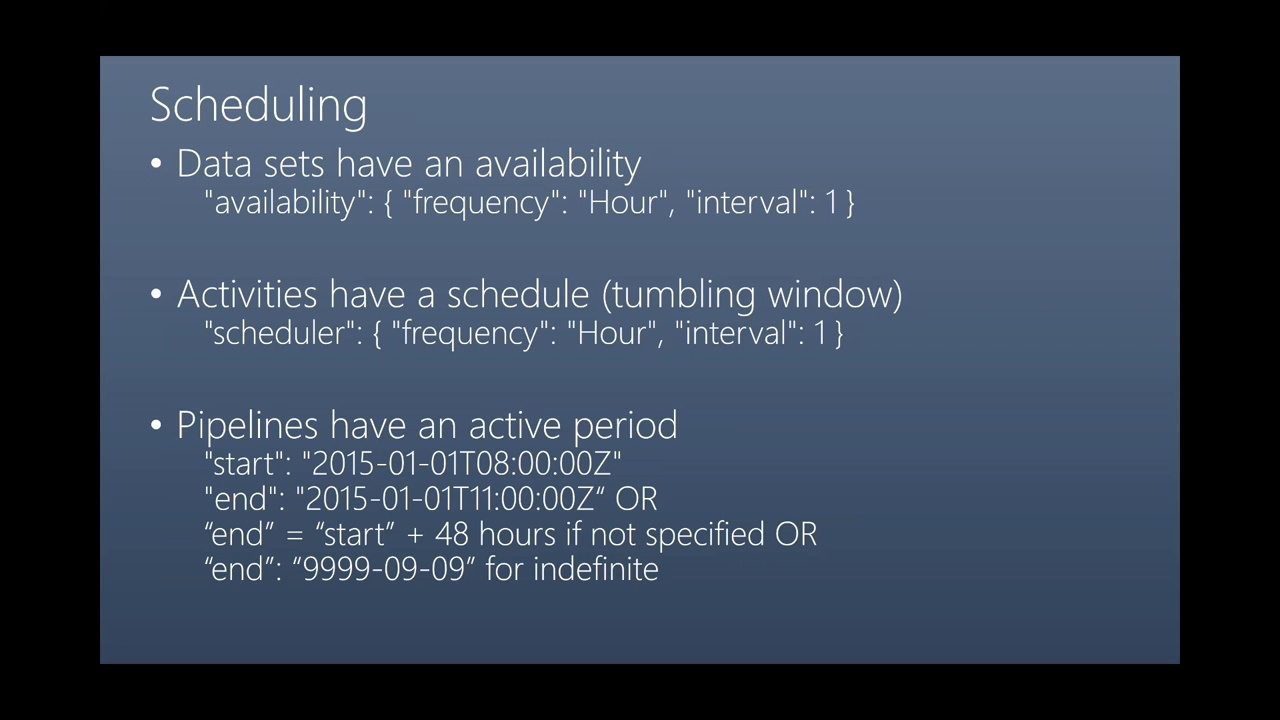 Scheduling
• Data sets have an availability
"availability": { "frequency": "Hour", "interval": 1 }
• Activities have a schedule (tumbling window)
"scheduler": { "frequency": "Hour", "interval": 1 }
• Pipelines have an active period
"start": "2015-01-01T08:00:00Z"
"end": "2015-01-01T11:00:00Z“ OR
“end” = “start” + 48 hours if not specified OR
“end”: “9999-09-09” for indefinite